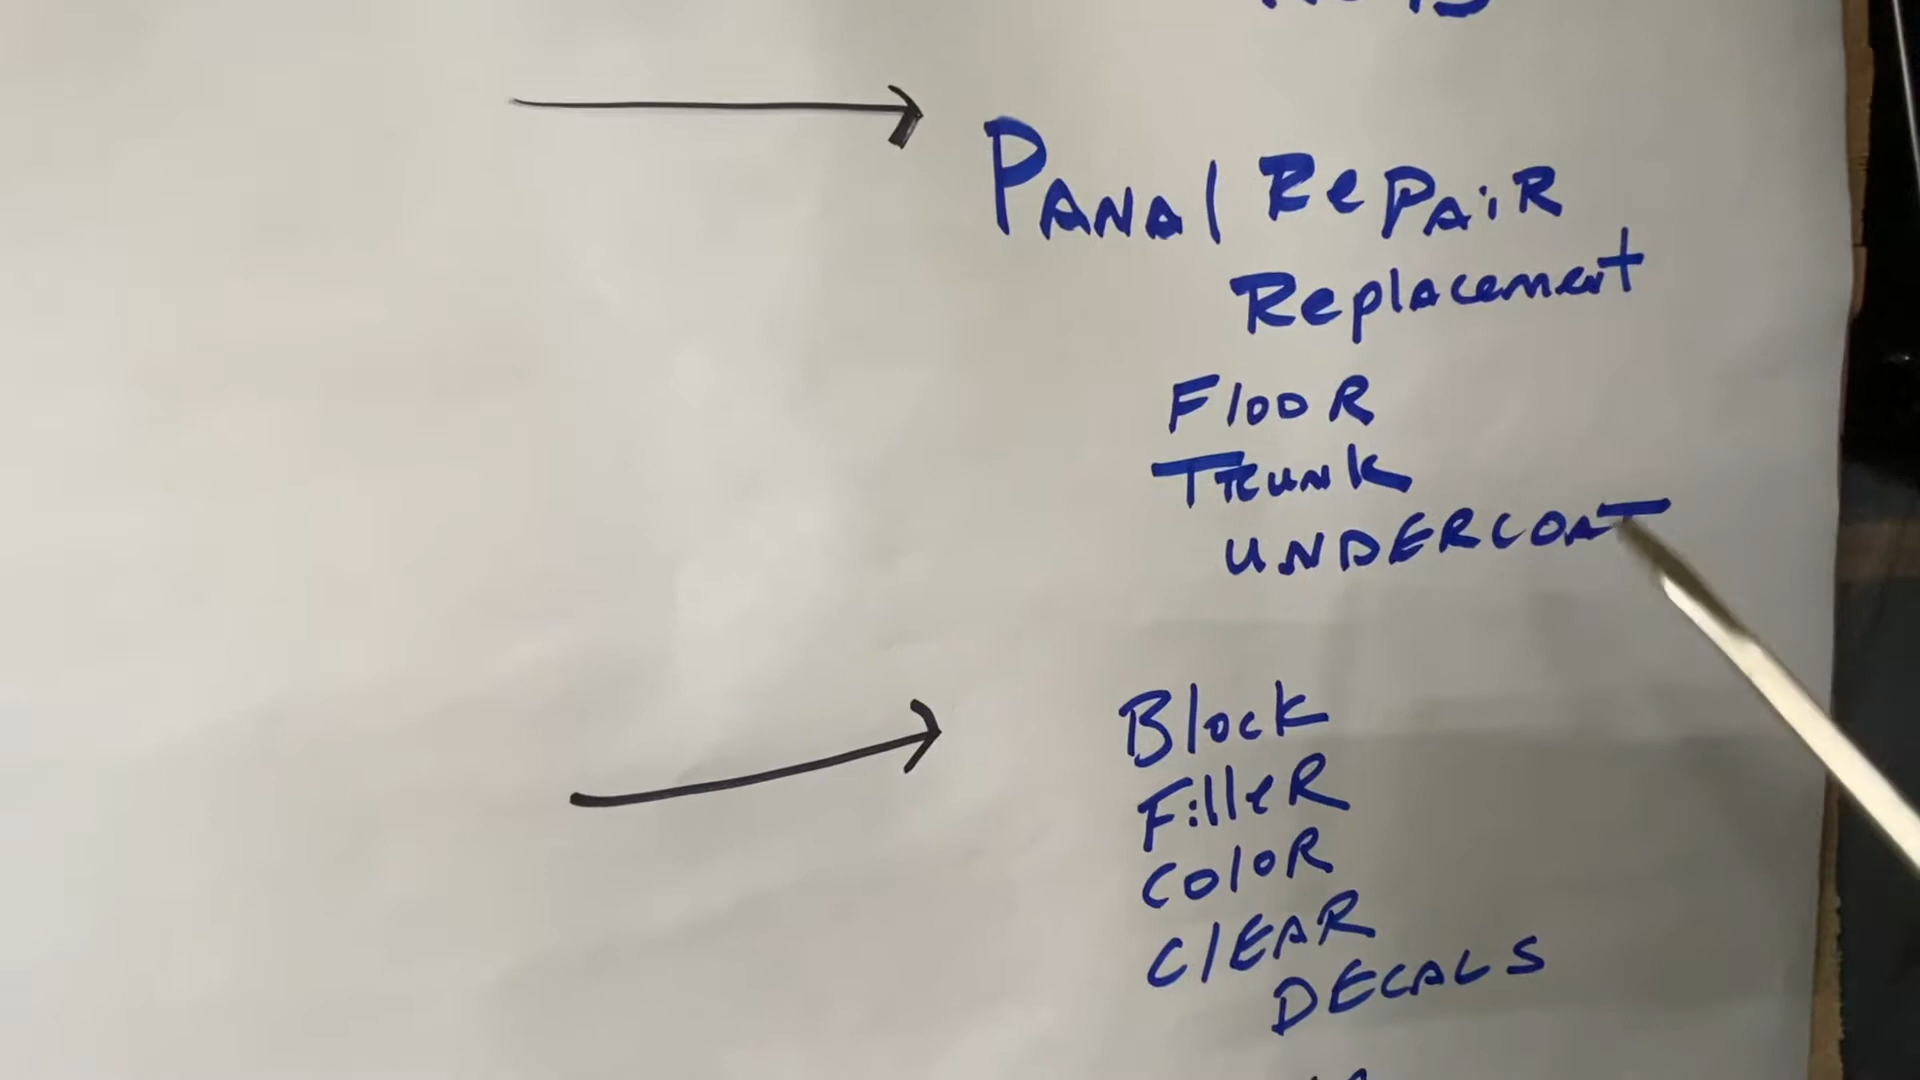 PANAl RePAiR
Replacement
FlooR
TRUNK
UNDERCOAT
Block
FilleR
ColoR
ClEAR
DECALS